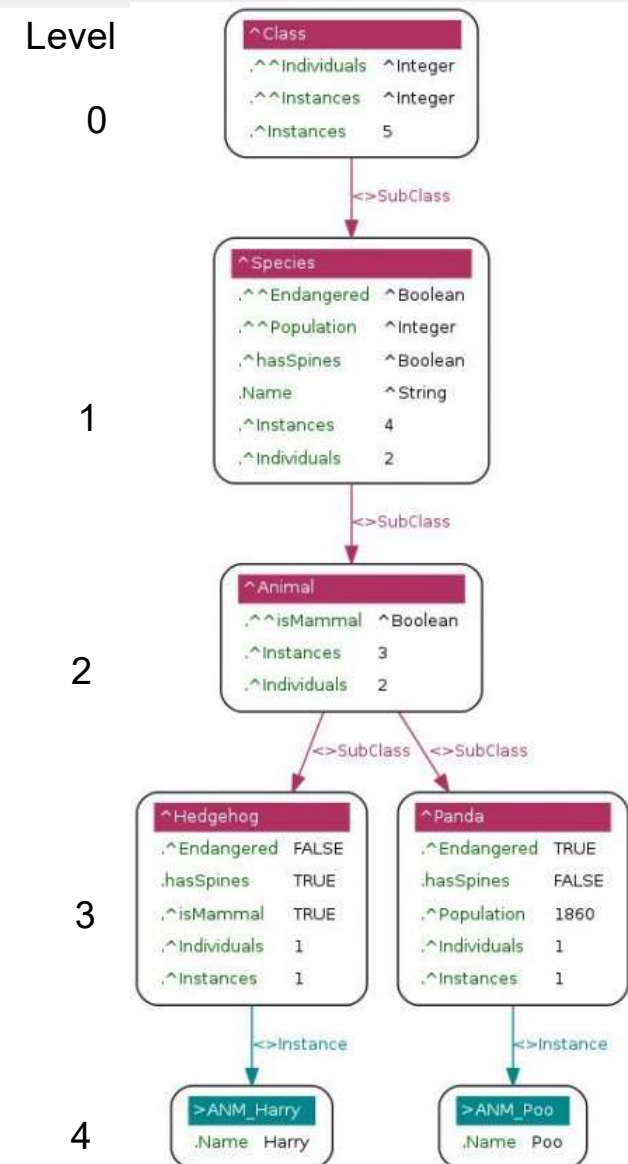 Level
0
^Class
.^^Individuals ^Integer
.^^Instances ^Integer
.^Instances 5
<>SubClass
1
^Species
.^^Endangered ^Boolean
.^^Population ^Integer
.^hasSpines ^Boolean
.Name ^String
.^Instances 4
.^Individuals 2
<>SubClass
2
^Animal
.^^isMammal ^Boolean
.^Instances 3
.^Individuals 2
<>SubClass <>SubClass
3
^Hedgehog
.^Endangered FALSE
.hasSpines TRUE
.^isMammal TRUE
.^Individuals 1
.^Instances 1
^Panda
.^Endangered TRUE
.hasSpines FALSE
.^Population 1860
.^Individuals 1
.^Instances 1
<>Instance <>Instance
4
>ANM_Harry
.Name Harry
>ANM_Poo
.Name Poo